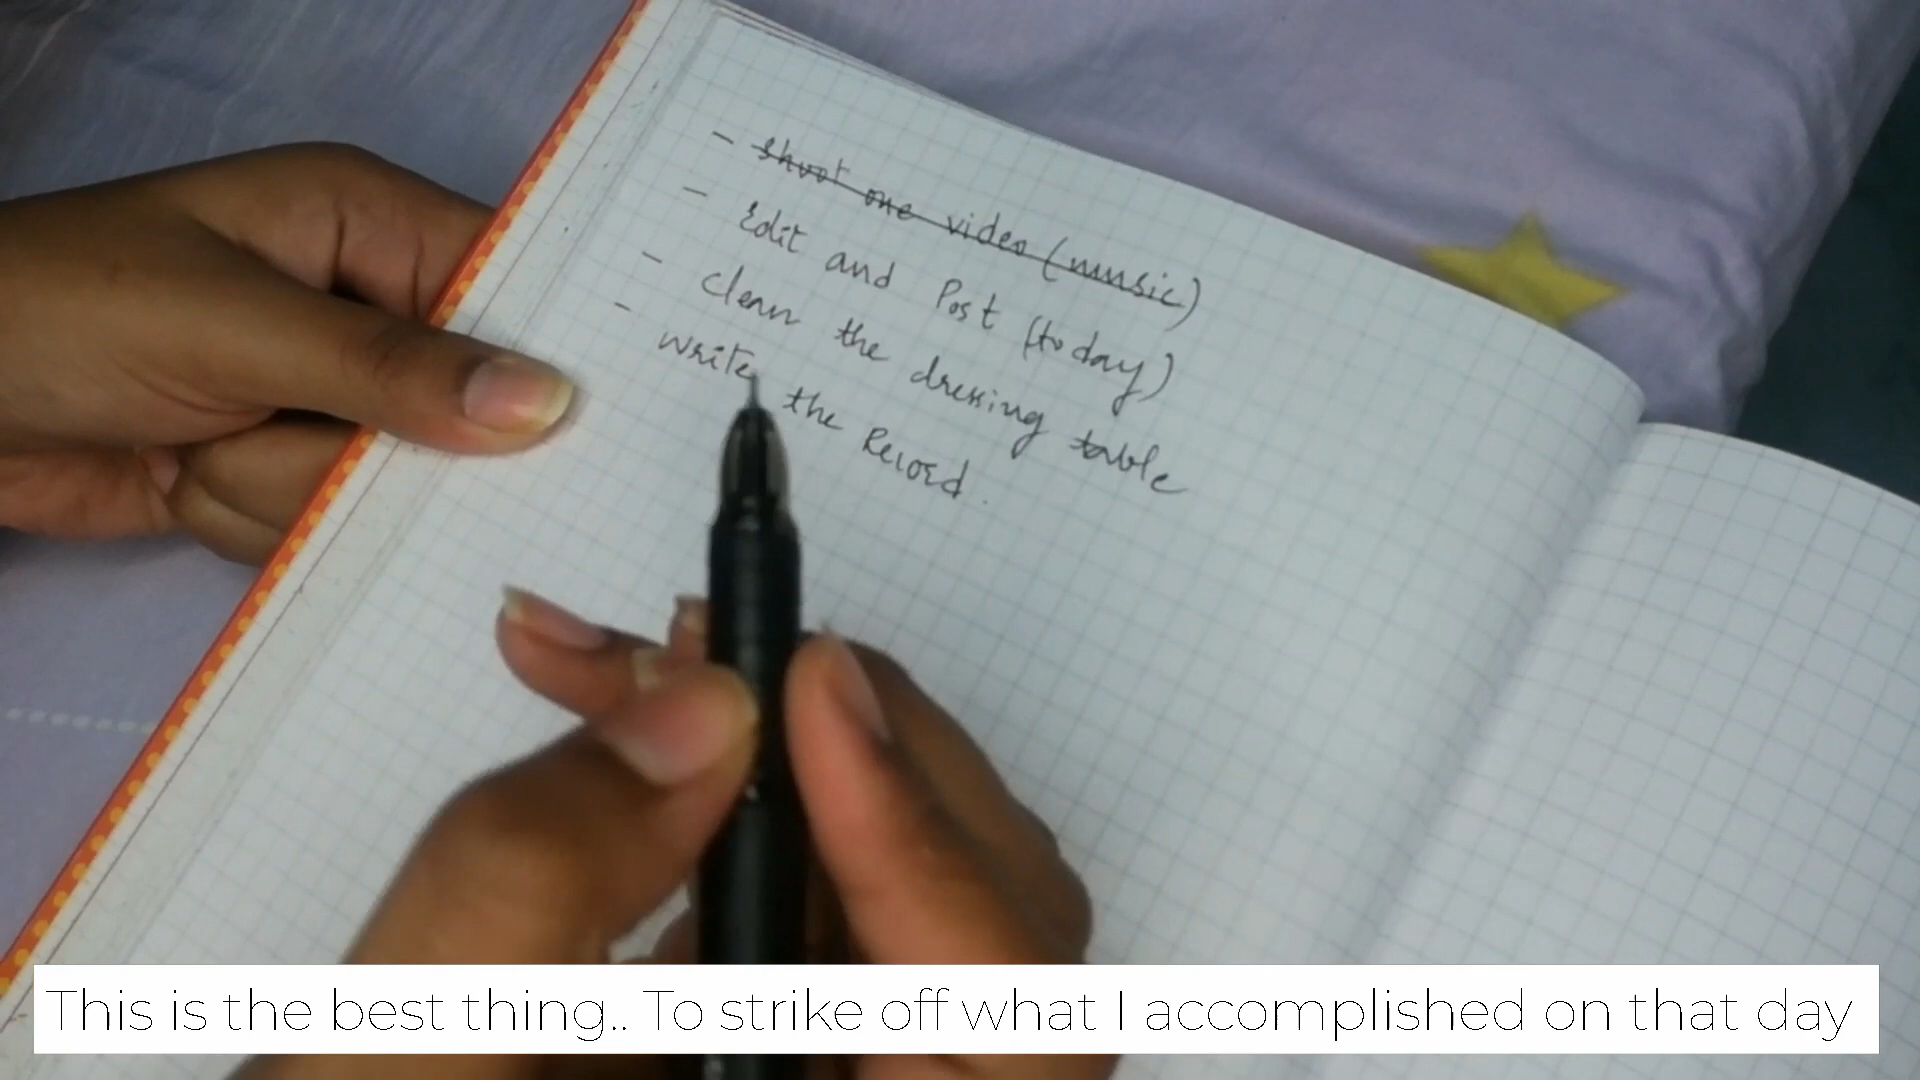 - shoot one video (music)
- Edit and Post (today)
- clean the dressing table
- write the Record.
This is the best thing.. To strike off what I accomplished on that day